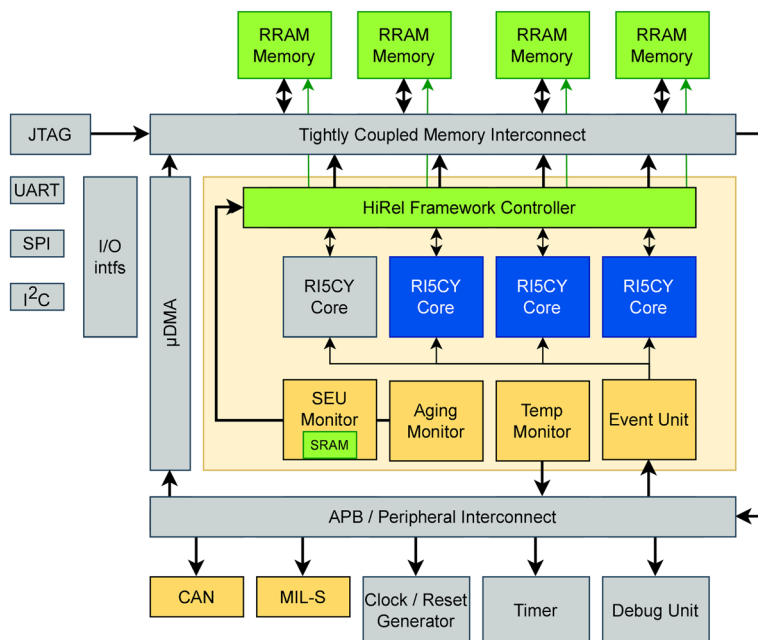 RRAM
Memory
RRAM
Memory
RRAM
Memory
RRAM
Memory
JTAG
Tightly Coupled Memory Interconnect
UART
SPI
I²C
I/O
intfs
µDMA
HiRel Framework Controller
RI5CY
Core
RI5CY
Core
RI5CY
Core
RI5CY
Core
SEU
Monitor
SRAM
Aging
Monitor
Temp
Monitor
Event Unit
APB / Peripheral Interconnect
CAN
MIL-S
Clock / Reset
Generator
Timer
Debug Unit